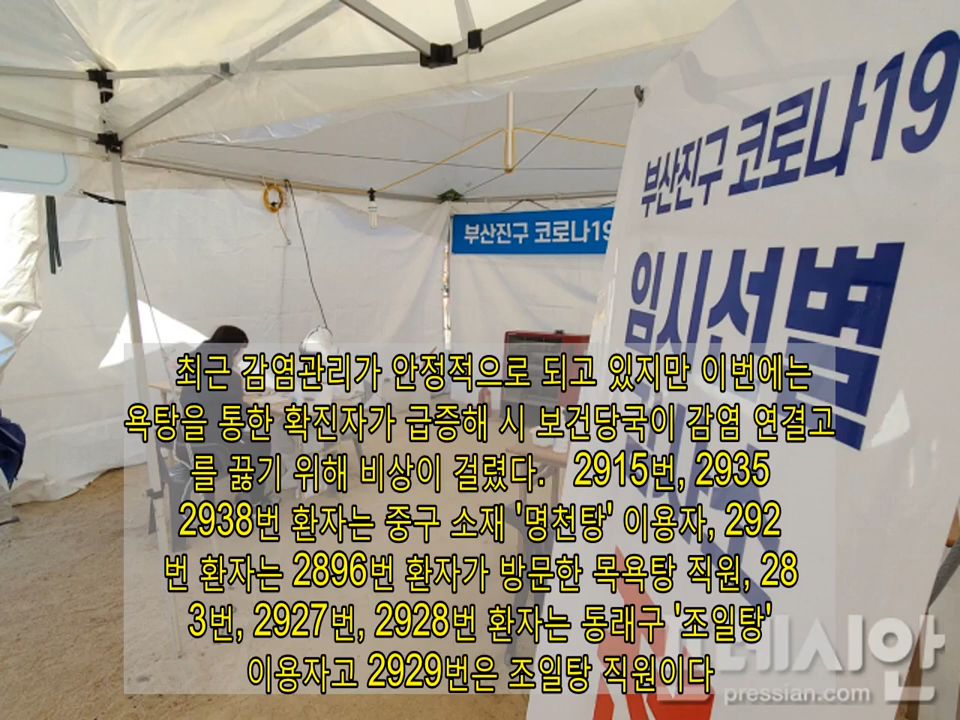 부산진구 코로나19
임시선별
부산진구 코로나19
최근 감염관리가 안정적으로 되고 있지만 이번에는
욕탕을 통한 확진자가 급증해 시 보건당국이 감염 연결고
를 끊기 위해 비상이 걸렸다. 2915번, 2935
2938번 환자는 중구 소재 '명천탕' 이용자, 292
번 환자는 2896번 환자가 방문한 목욕탕 직원, 28
3번, 2927번, 2928번 환자는 동래구 '조일탕'
이용자고 2929번은 조일탕 직원이다
프레시안
pressian.com